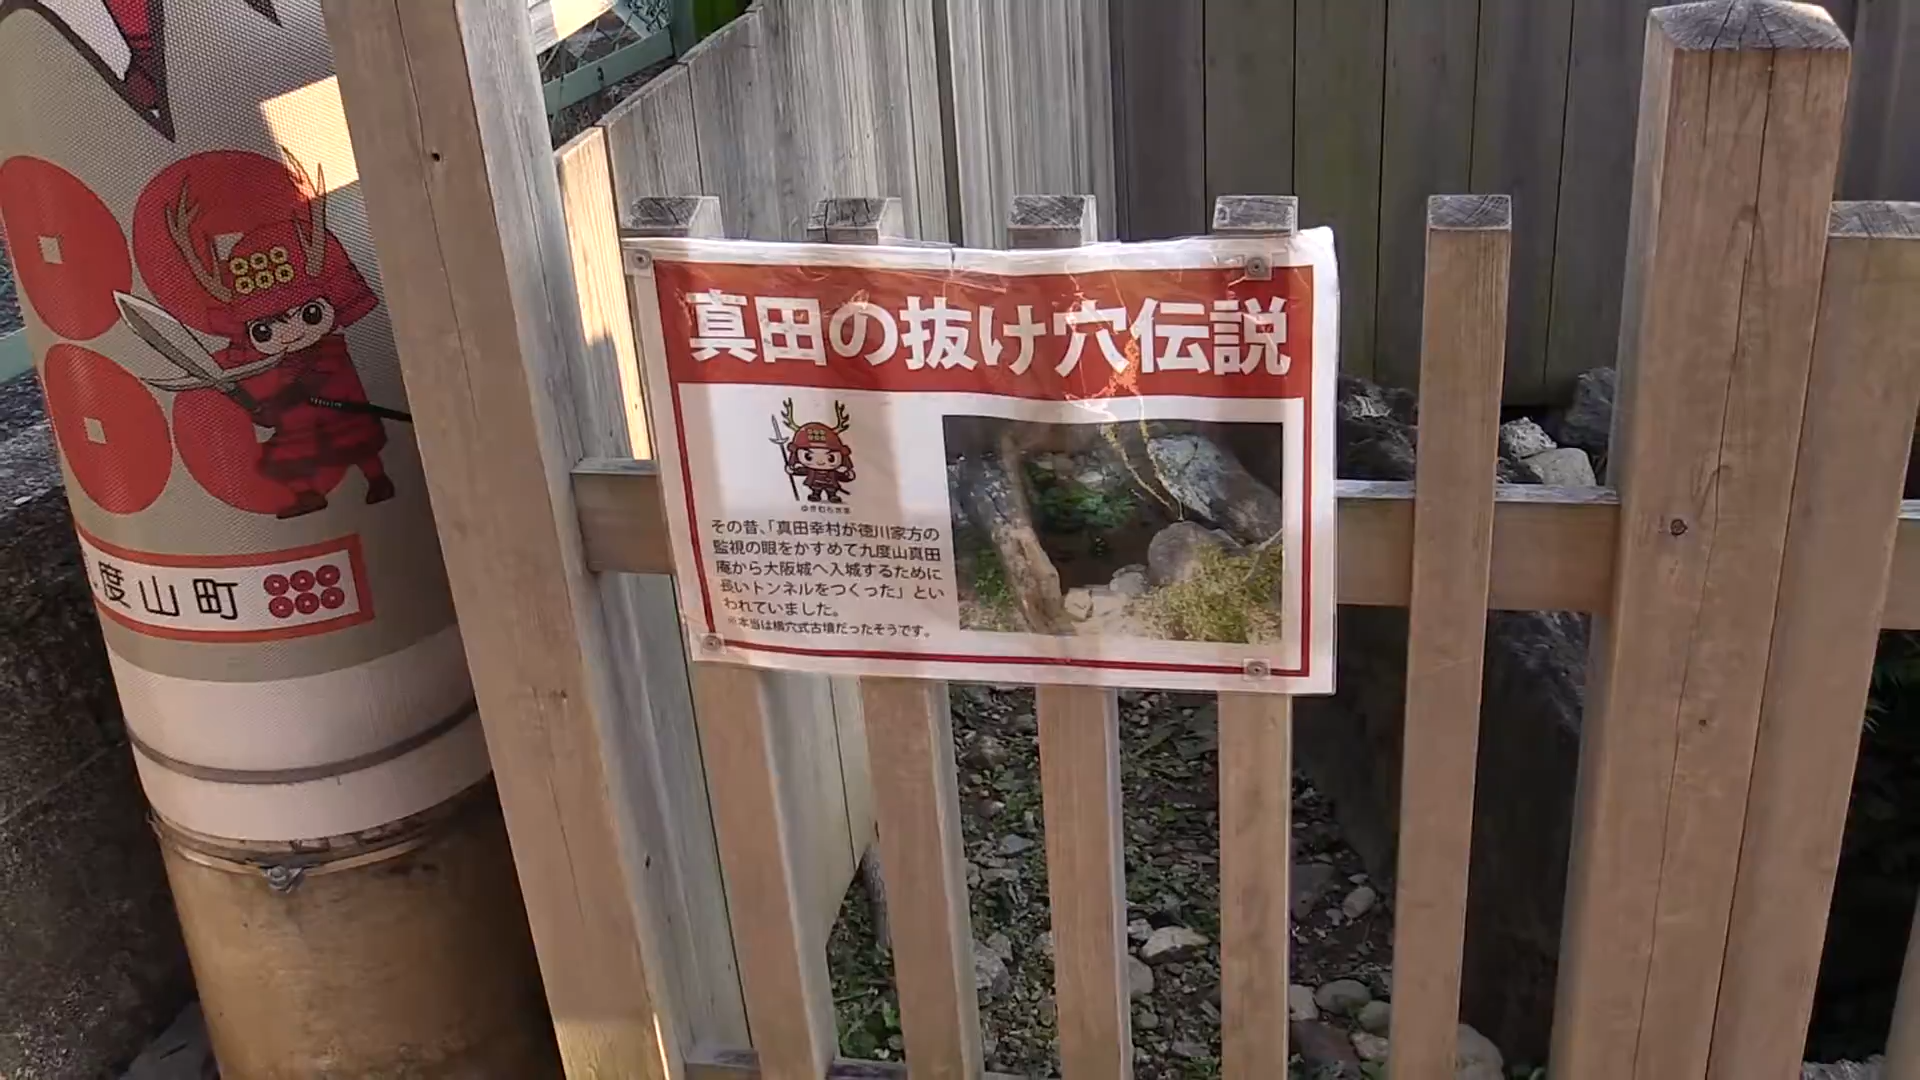 真田の抜け穴伝説
その昔、「真田幸村が徳川家方の
監視の眼をかすめて九度山真田
庵から大阪城へ入城するために
長いトンネルをつくった」とい
われていました。
※本当は横穴式古墳だったそうです。
度山町